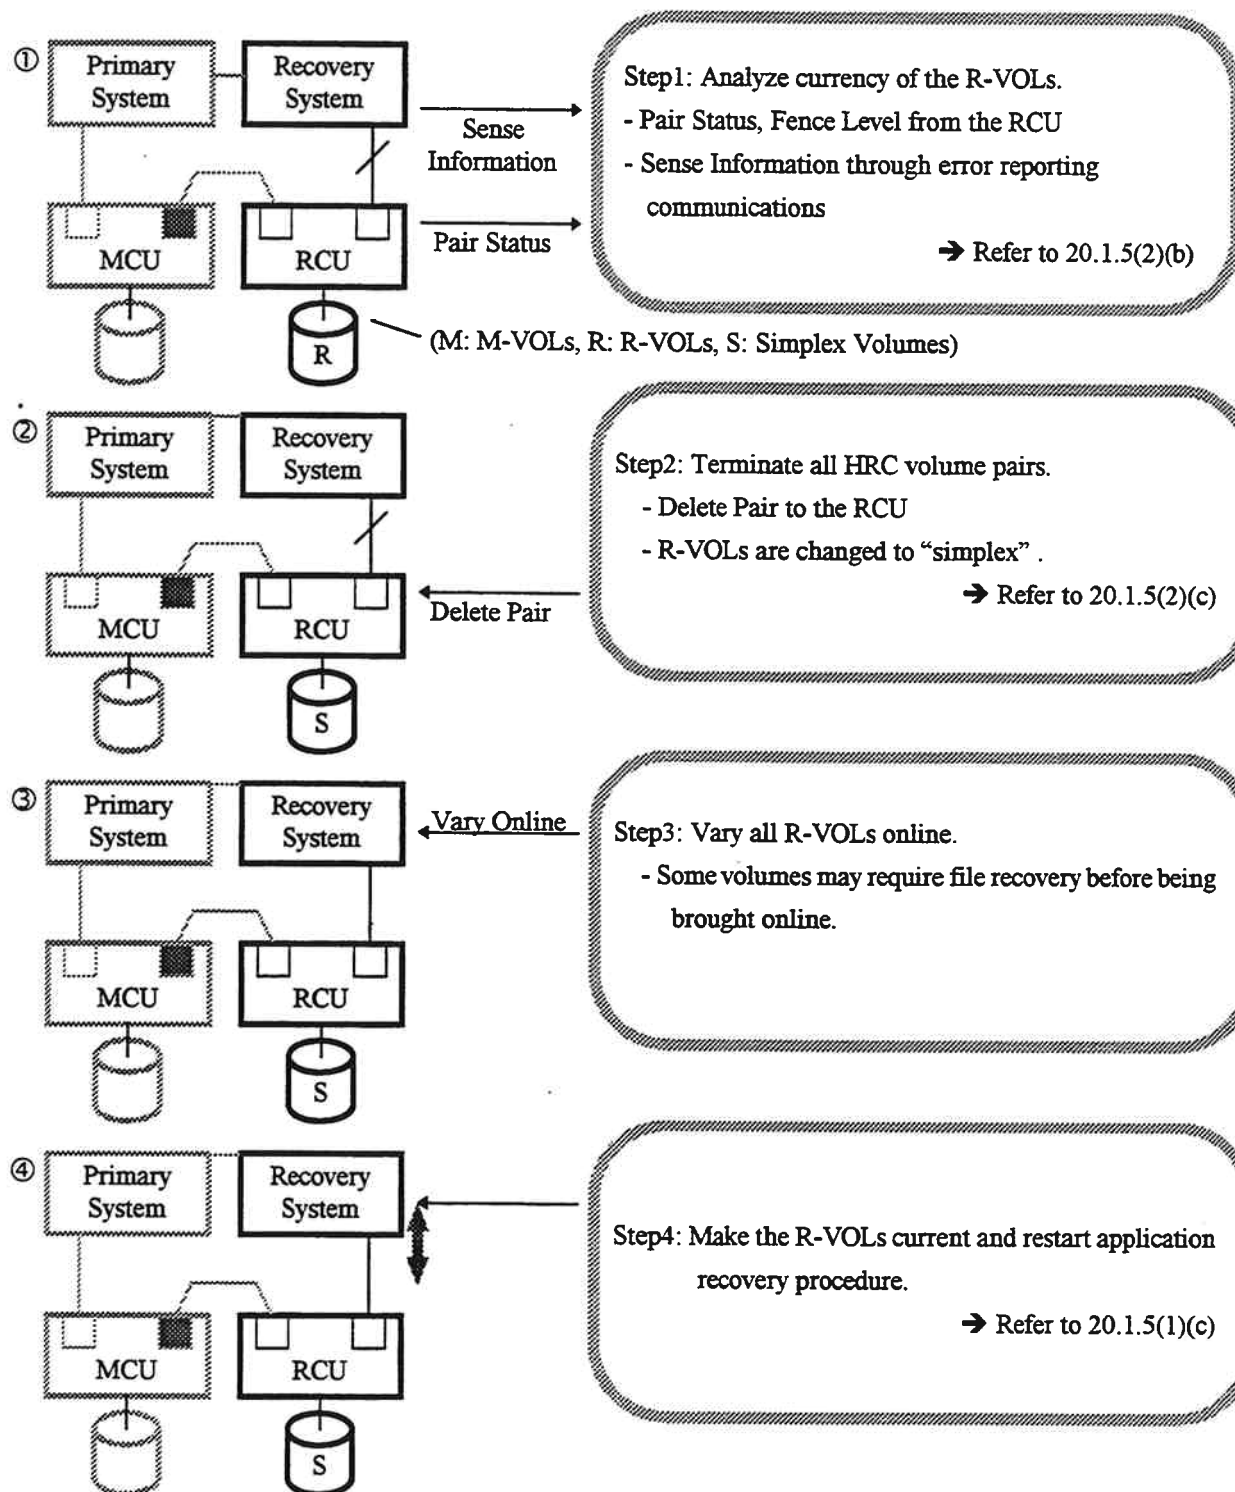 ①
Primary
System
Recovery
System
Sense
Information
MCU
RCU
Pair Status
R
(M: M-VOLs, R: R-VOLs, S: Simplex Volumes)
Step1: Analyze currency of the R-VOLs.
- Pair Status, Fence Level from the RCU
- Sense Information through error reporting
communications
➔ Refer to 20.1.5(2)(b)
②
Primary
System
Recovery
System
MCU
RCU
Delete Pair
S
Step2: Terminate all HRC volume pairs.
- Delete Pair to the RCU
- R-VOLs are changed to “simplex” .
➔ Refer to 20.1.5(2)(c)
③
Primary
System
Recovery
System
Vary Online
MCU
RCU
S
Step3: Vary all R-VOLs online.
- Some volumes may require file recovery before being
brought online.
④
Primary
System
Recovery
System
MCU
RCU
S
Step4: Make the R-VOLs current and restart application
recovery procedure.
➔ Refer to 20.1.5(1)(c)